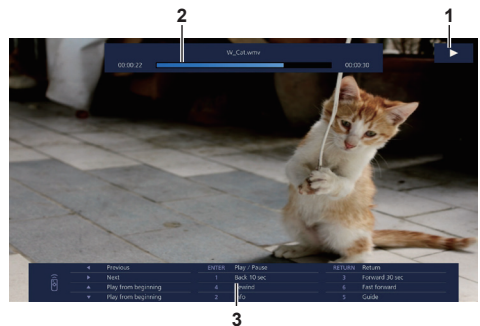 2
1
W_Cat.wmv
00:00:22 00:00:30
Previous ENTER Play / Pause RETURN Return
Next 1 Back 10 sec 3 Forward 30 sec
Play from beginning 4 Rewind 6 Fast forward
Play from beginning 2 Info 5 Guide
3